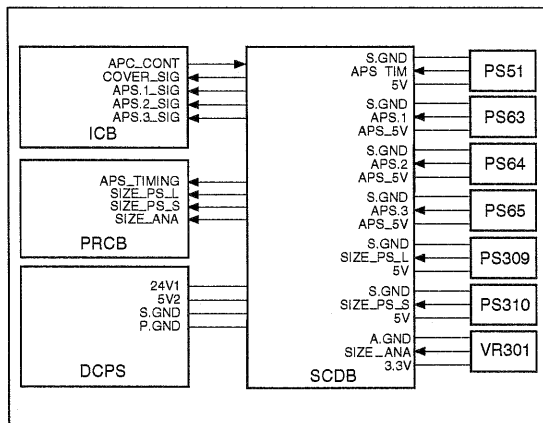 APC_CONT
COVER_SIG
APS.1_SIG
APS.2_SIG
APS.3_SIG
ICB
APS_TIMING
SIZE_PS_L
SIZE_PS_S
SIZE_ANA
PRCB
24V1
5V2
S.GND
P.GND
DCPS
S.GND
APS_TIM
5V
S.GND
APS.1
APS_5V
S.GND
APS.2
APS_5V
S.GND
APS.3
APS_5V
S.GND
SIZE_PS_L
5V
S.GND
SIZE_PS_S
5V
A.GND
SIZE_ANA
3.3V
SCDB
PS51
PS63
PS64
PS65
PS309
PS310
VR301